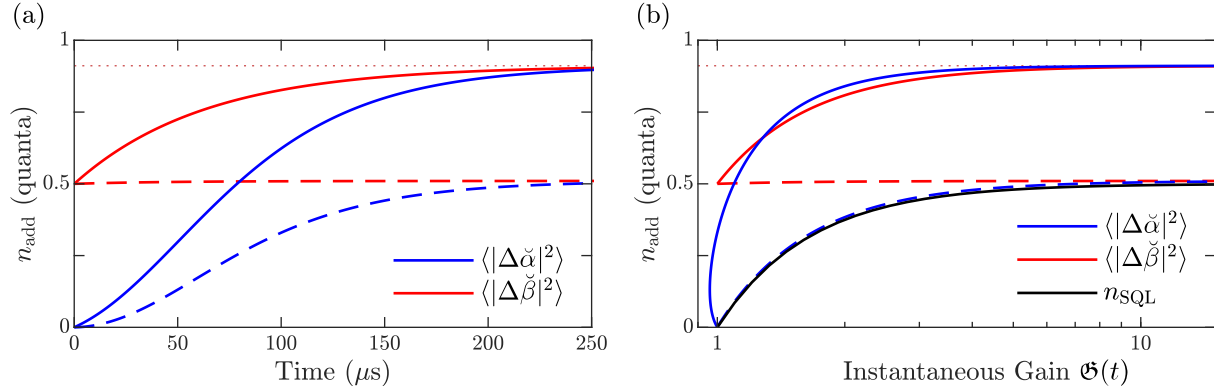 (a)
1
0.5
0
n_add (quanta)
⟨|Δᾰ|²⟩
⟨|Δβ̆|²⟩
0 50 100 150 200 250
Time (μs)
(b)
1
0.5
0
n_add (quanta)
⟨|Δᾰ|²⟩
⟨|Δβ̆|²⟩
n_SQL
1 10
Instantaneous Gain 𝕲(t)